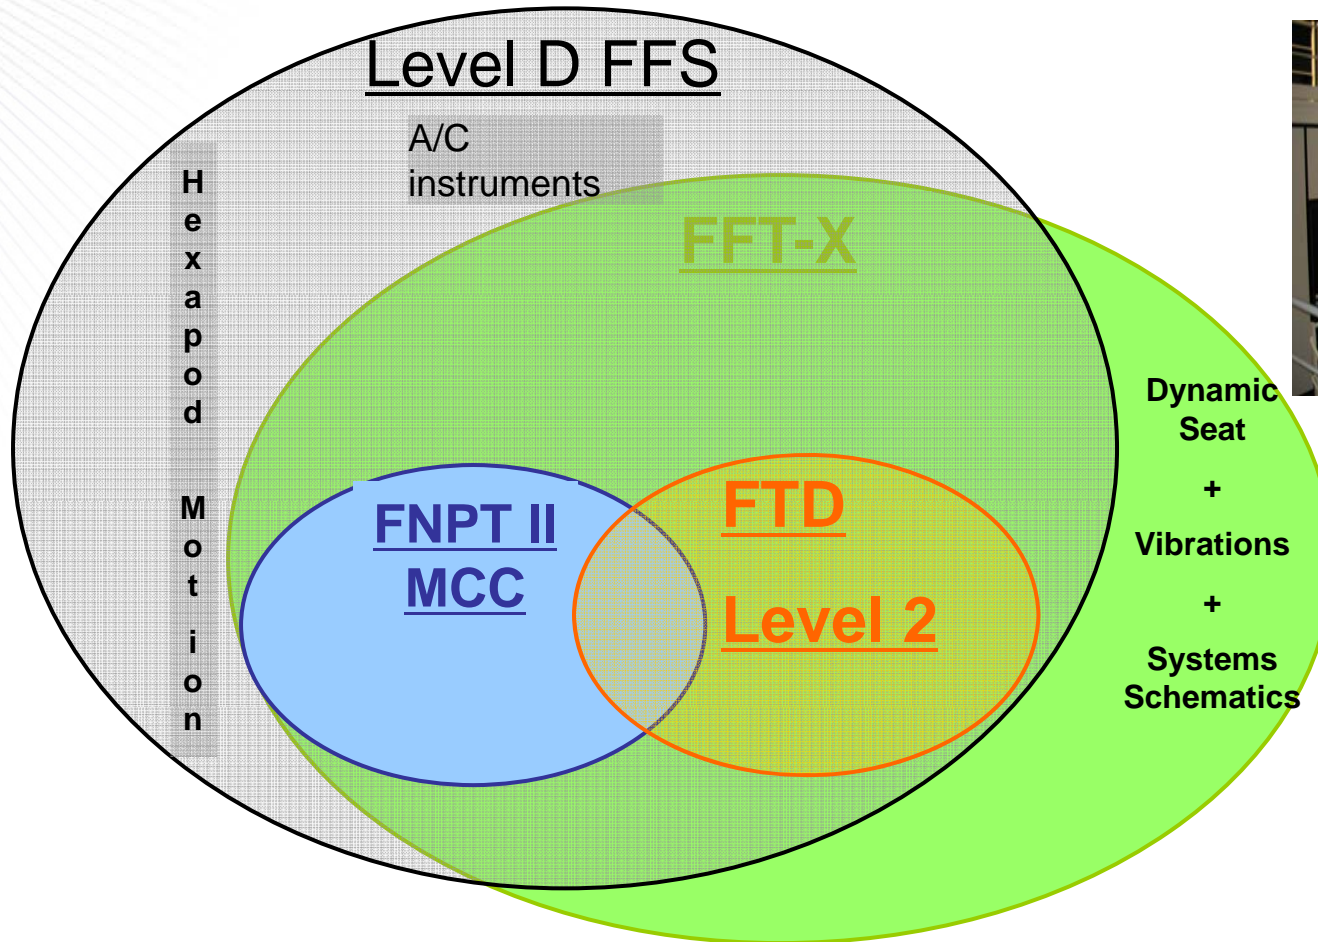 Level D FFS
A/C
instruments
Hexapod Motion
FFT-X
FNPT II
MCC
FTD
Level 2
Dynamic
Seat
+
Vibrations
+
Systems
Schematics